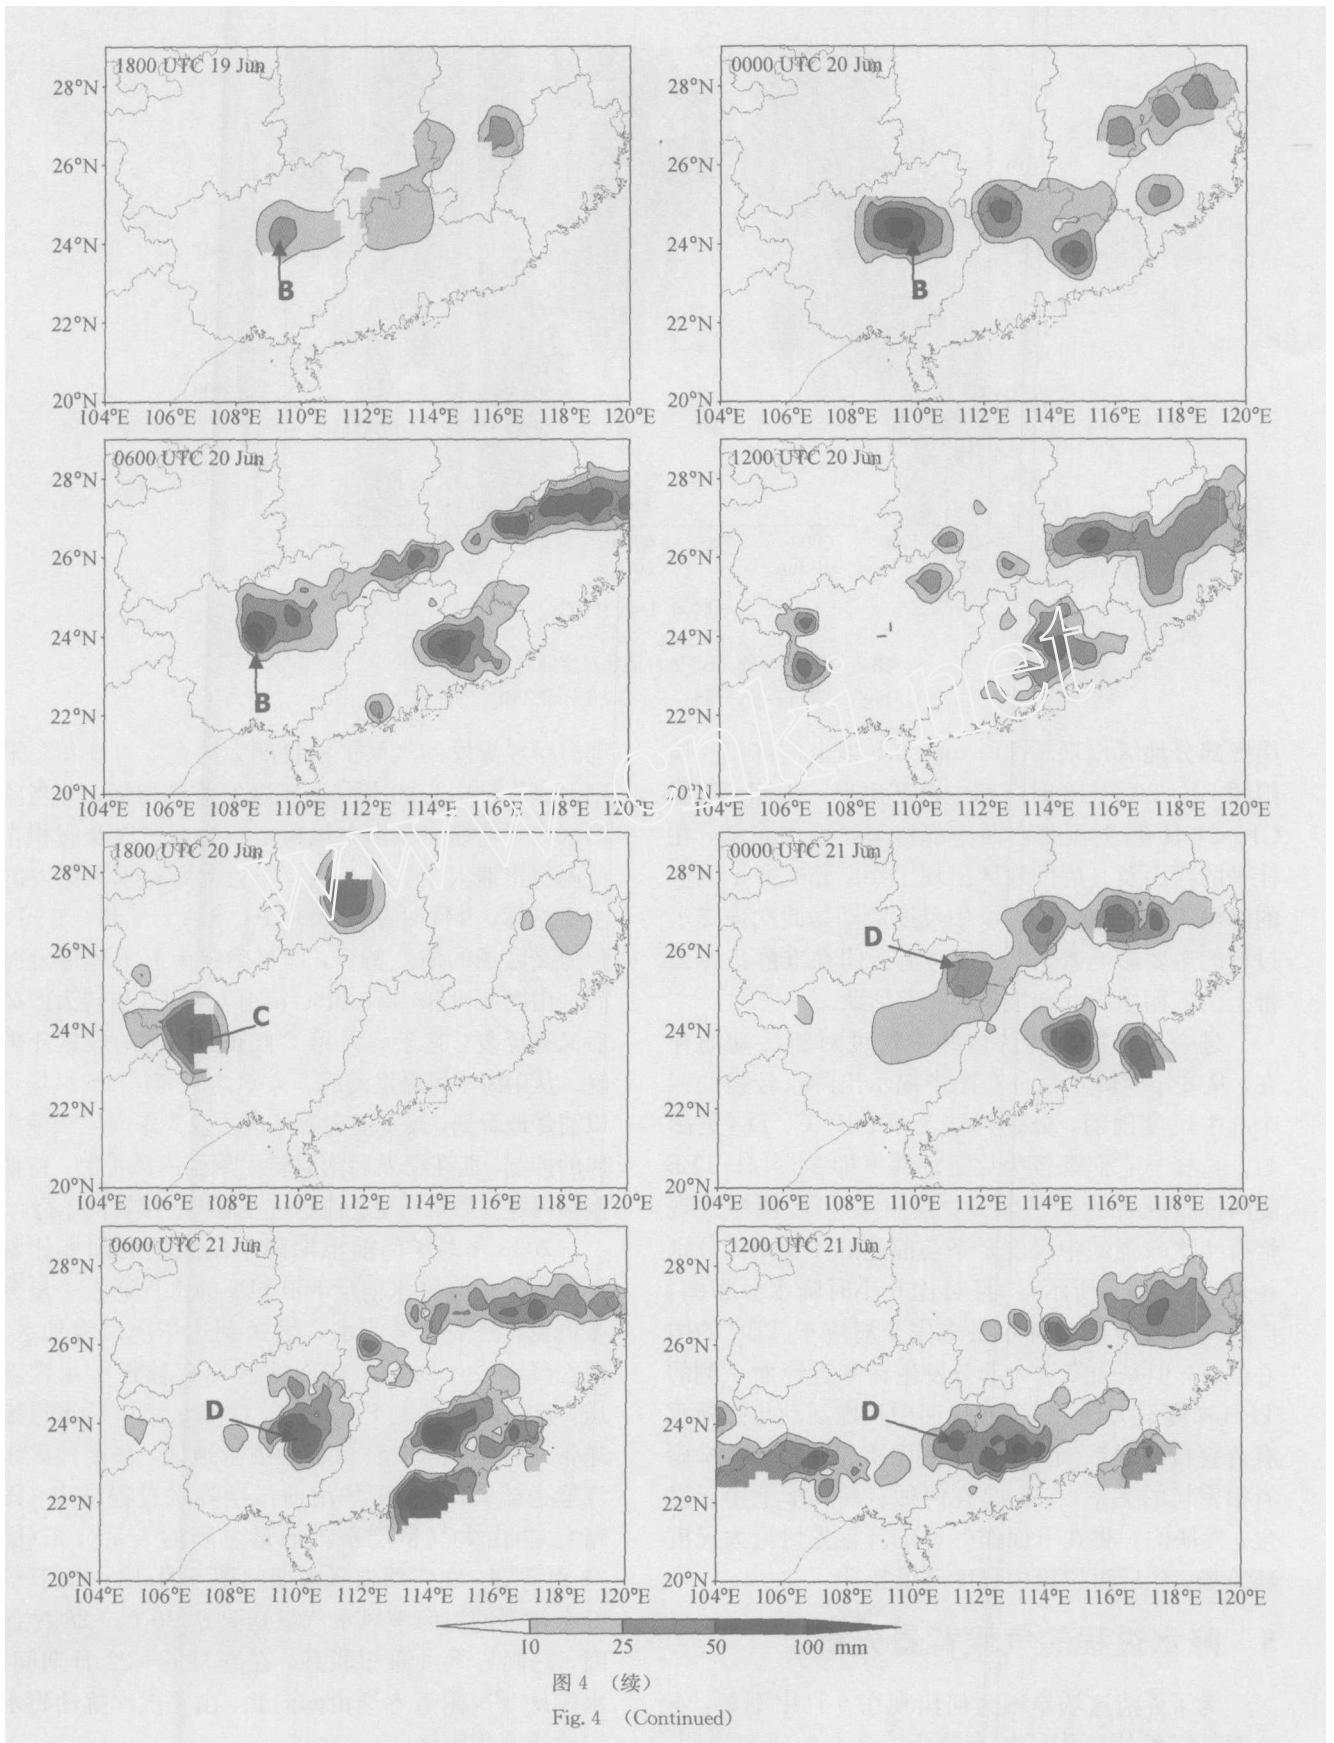 1800 UTC 19 Jun
28°N
26°N
24°N
22°N
20°N
B
104°E 106°E 108°E 110°E 112°E 114°E 116°E 118°E 120°E
0000 UTC 20 Jun
28°N
26°N
24°N
22°N
20°N
B
104°E 106°E 108°E 110°E 112°E 114°E 116°E 118°E 120°E
0600 UTC 20 Jun
28°N
26°N
24°N
22°N
20°N
B
104°E 106°E 108°E 110°E 112°E 114°E 116°E 118°E 120°E
1200 UTC 20 Jun
28°N
26°N
24°N
22°N
20°N
104°E 106°E 108°E 110°E 112°E 114°E 116°E 118°E 120°E
www.cnki.net
1800 UTC 20 Jun
28°N
26°N
24°N
22°N
20°N
C
104°E 106°E 108°E 110°E 112°E 114°E 116°E 118°E 120°E
0000 UTC 21 Jun
28°N
26°N
24°N
22°N
20°N
D
104°E 106°E 108°E 110°E 112°E 114°E 116°E 118°E 120°E
0600 UTC 21 Jun
28°N
26°N
24°N
22°N
20°N
D
104°E 106°E 108°E 110°E 112°E 114°E 116°E 118°E 120°E
1200 UTC 21 Jun
28°N
26°N
24°N
22°N
20°N
D
104°E 106°E 108°E 110°E 112°E 114°E 116°E 118°E 120°E
10 25 50 100 mm
图 4 （续）
Fig. 4 （Continued）